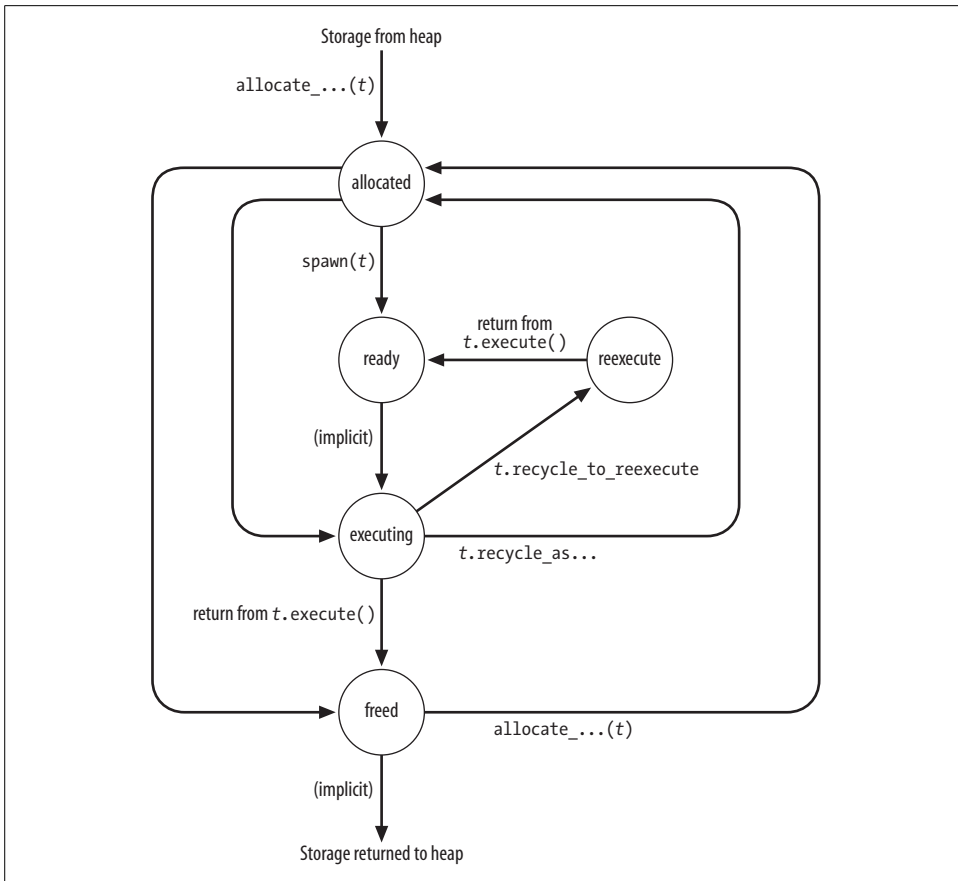 Storage from heap
allocate_...(t)
allocated
spawn(t)
return from
t.execute()
ready
reexecute
(implicit)
t.recycle_to_reexecute
executing
t.recycle_as...
return from t.execute()
freed
allocate_...(t)
(implicit)
Storage returned to heap